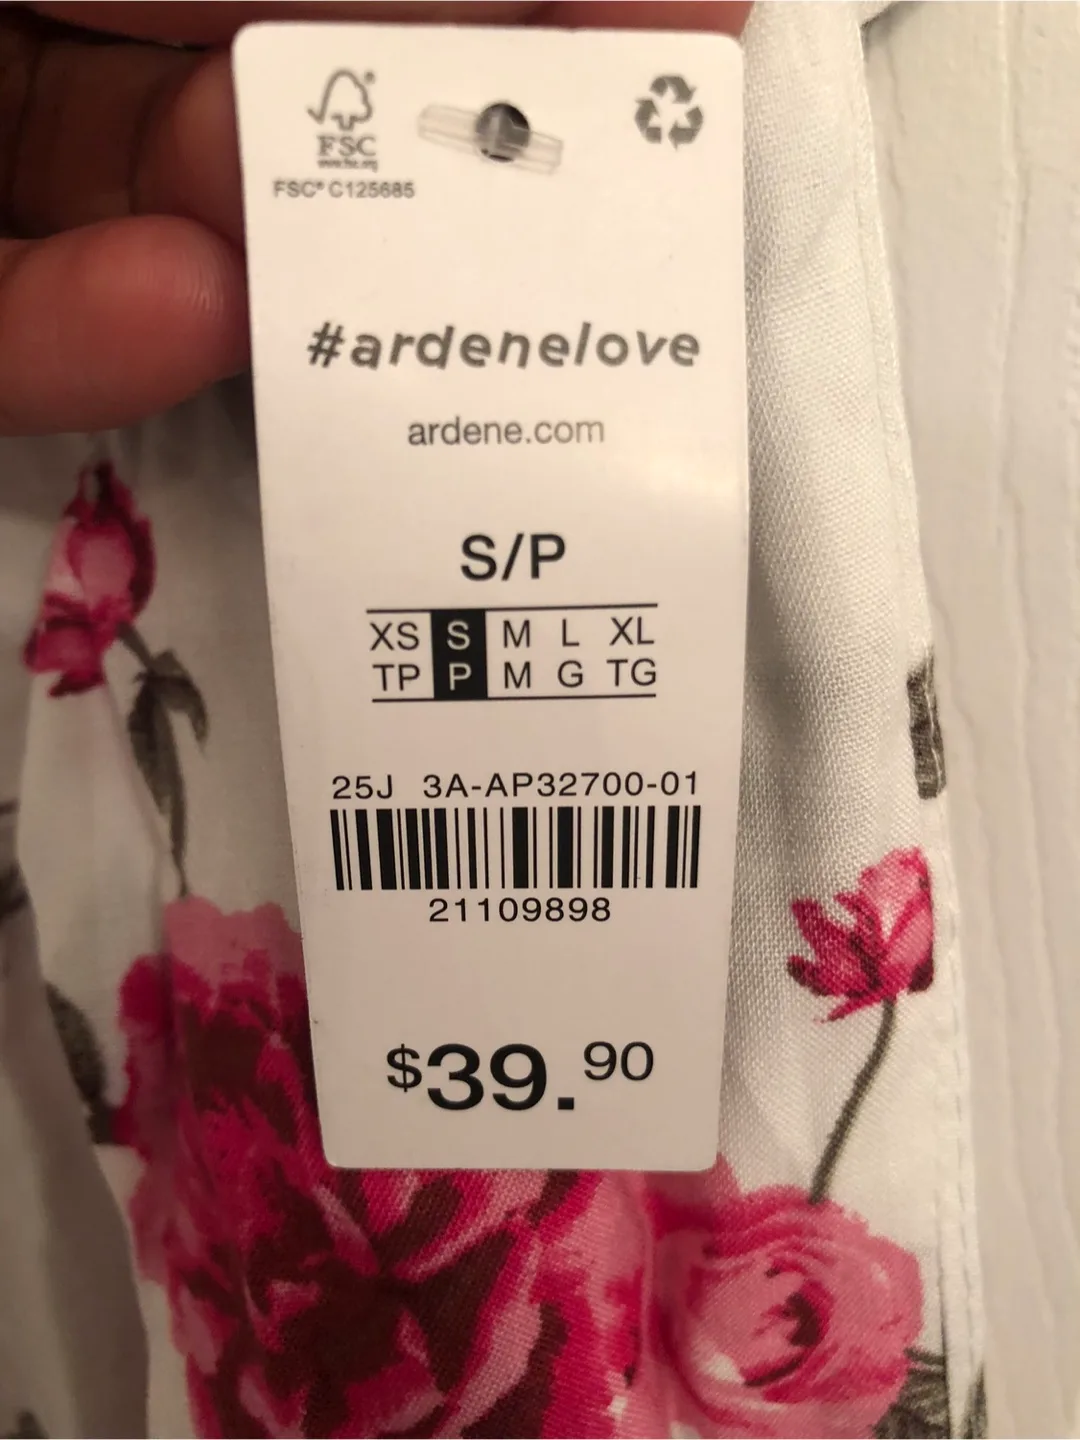 FSC
www.fsc.org
FSC® C125685
#ardenelove
ardene.com
S/P
XS S M L XL
TP P M G TG
25J 3A-AP32700-01
21109898
$39.90